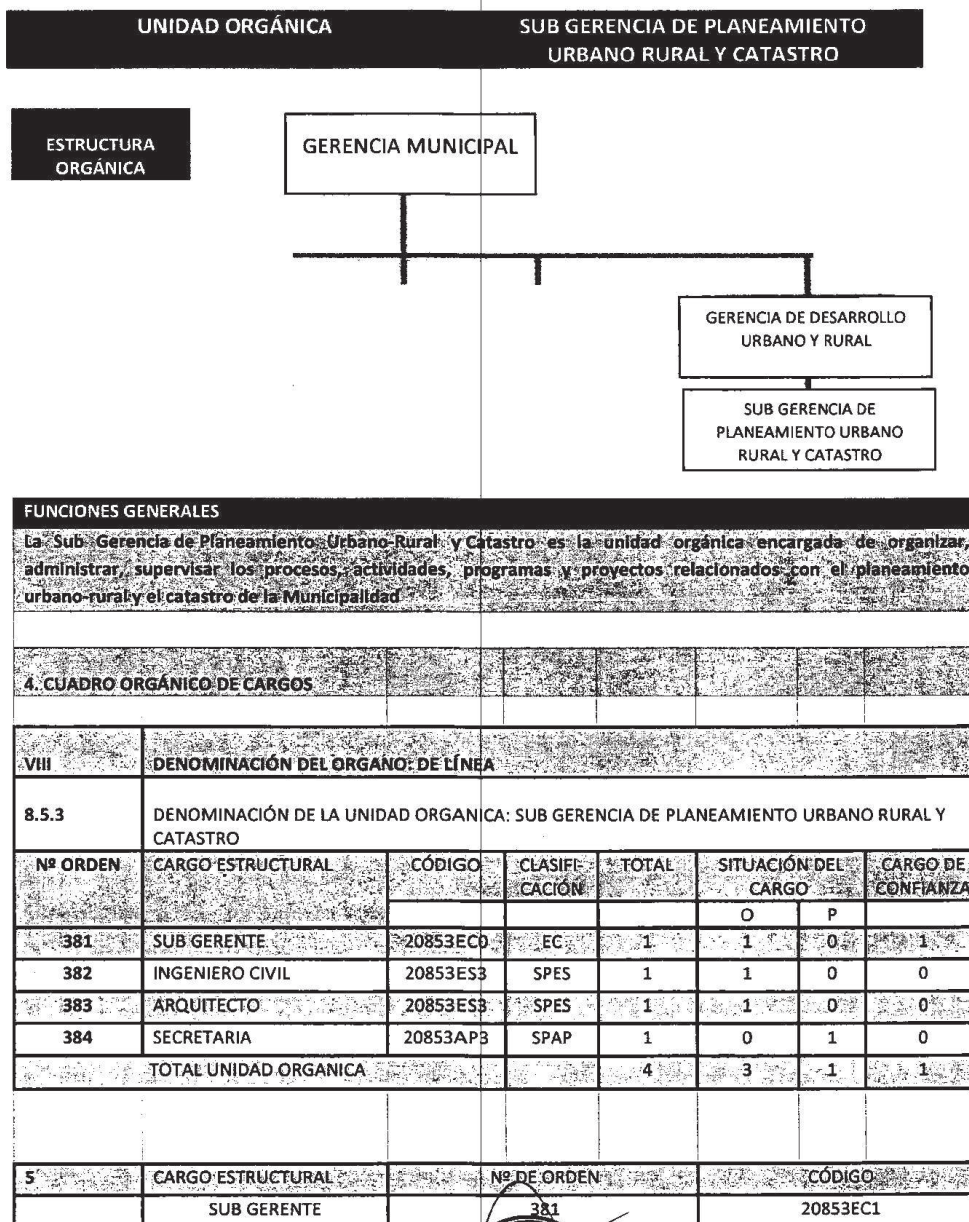 UNIDAD ORGÁNICA SUB GERENCIA DE PLANEAMIENTO
URBANO RURAL Y CATASTRO
ESTRUCTURA
ORGÁNICA
GERENCIA MUNICIPAL
GERENCIA DE DESARROLLO
URBANO Y RURAL
SUB GERENCIA DE
PLANEAMIENTO URBANO
RURAL Y CATASTRO
FUNCIONES GENERALES
La Sub Gerencia de Planeamiento Urbano-Rural y Catastro es la unidad orgánica encargada de organizar,
administrar, supervisar los procesos, actividades, programas y proyectos relacionados con el planeamiento
urbano-rural y el catastro de la Municipalidad
4. CUADRO ORGÁNICO DE CARGOS
VIII DENOMINACIÓN DEL ORGANO: DE LÍNEA
8.5.3 DENOMINACIÓN DE LA UNIDAD ORGANICA: SUB GERENCIA DE PLANEAMIENTO URBANO RURAL Y
CATASTRO
Nº ORDEN CARGO ESTRUCTURAL CÓDIGO CLASIFI- TOTAL SITUACIÓN DEL CARGO DE
CACIÓN CARGO CONFIANZA
O P
381 SUB GERENTE 20853EC0 EC 1 1 0 1
382 INGENIERO CIVIL 20853ES3 SPES 1 1 0 0
383 ARQUITECTO 20853ES3 SPES 1 1 0 0
384 SECRETARIA 20853AP3 SPAP 1 0 1 0
TOTAL UNIDAD ORGANICA 4 3 1 1
5 CARGO ESTRUCTURAL Nº DE ORDEN CÓDIGO
SUB GERENTE 381 20853EC1